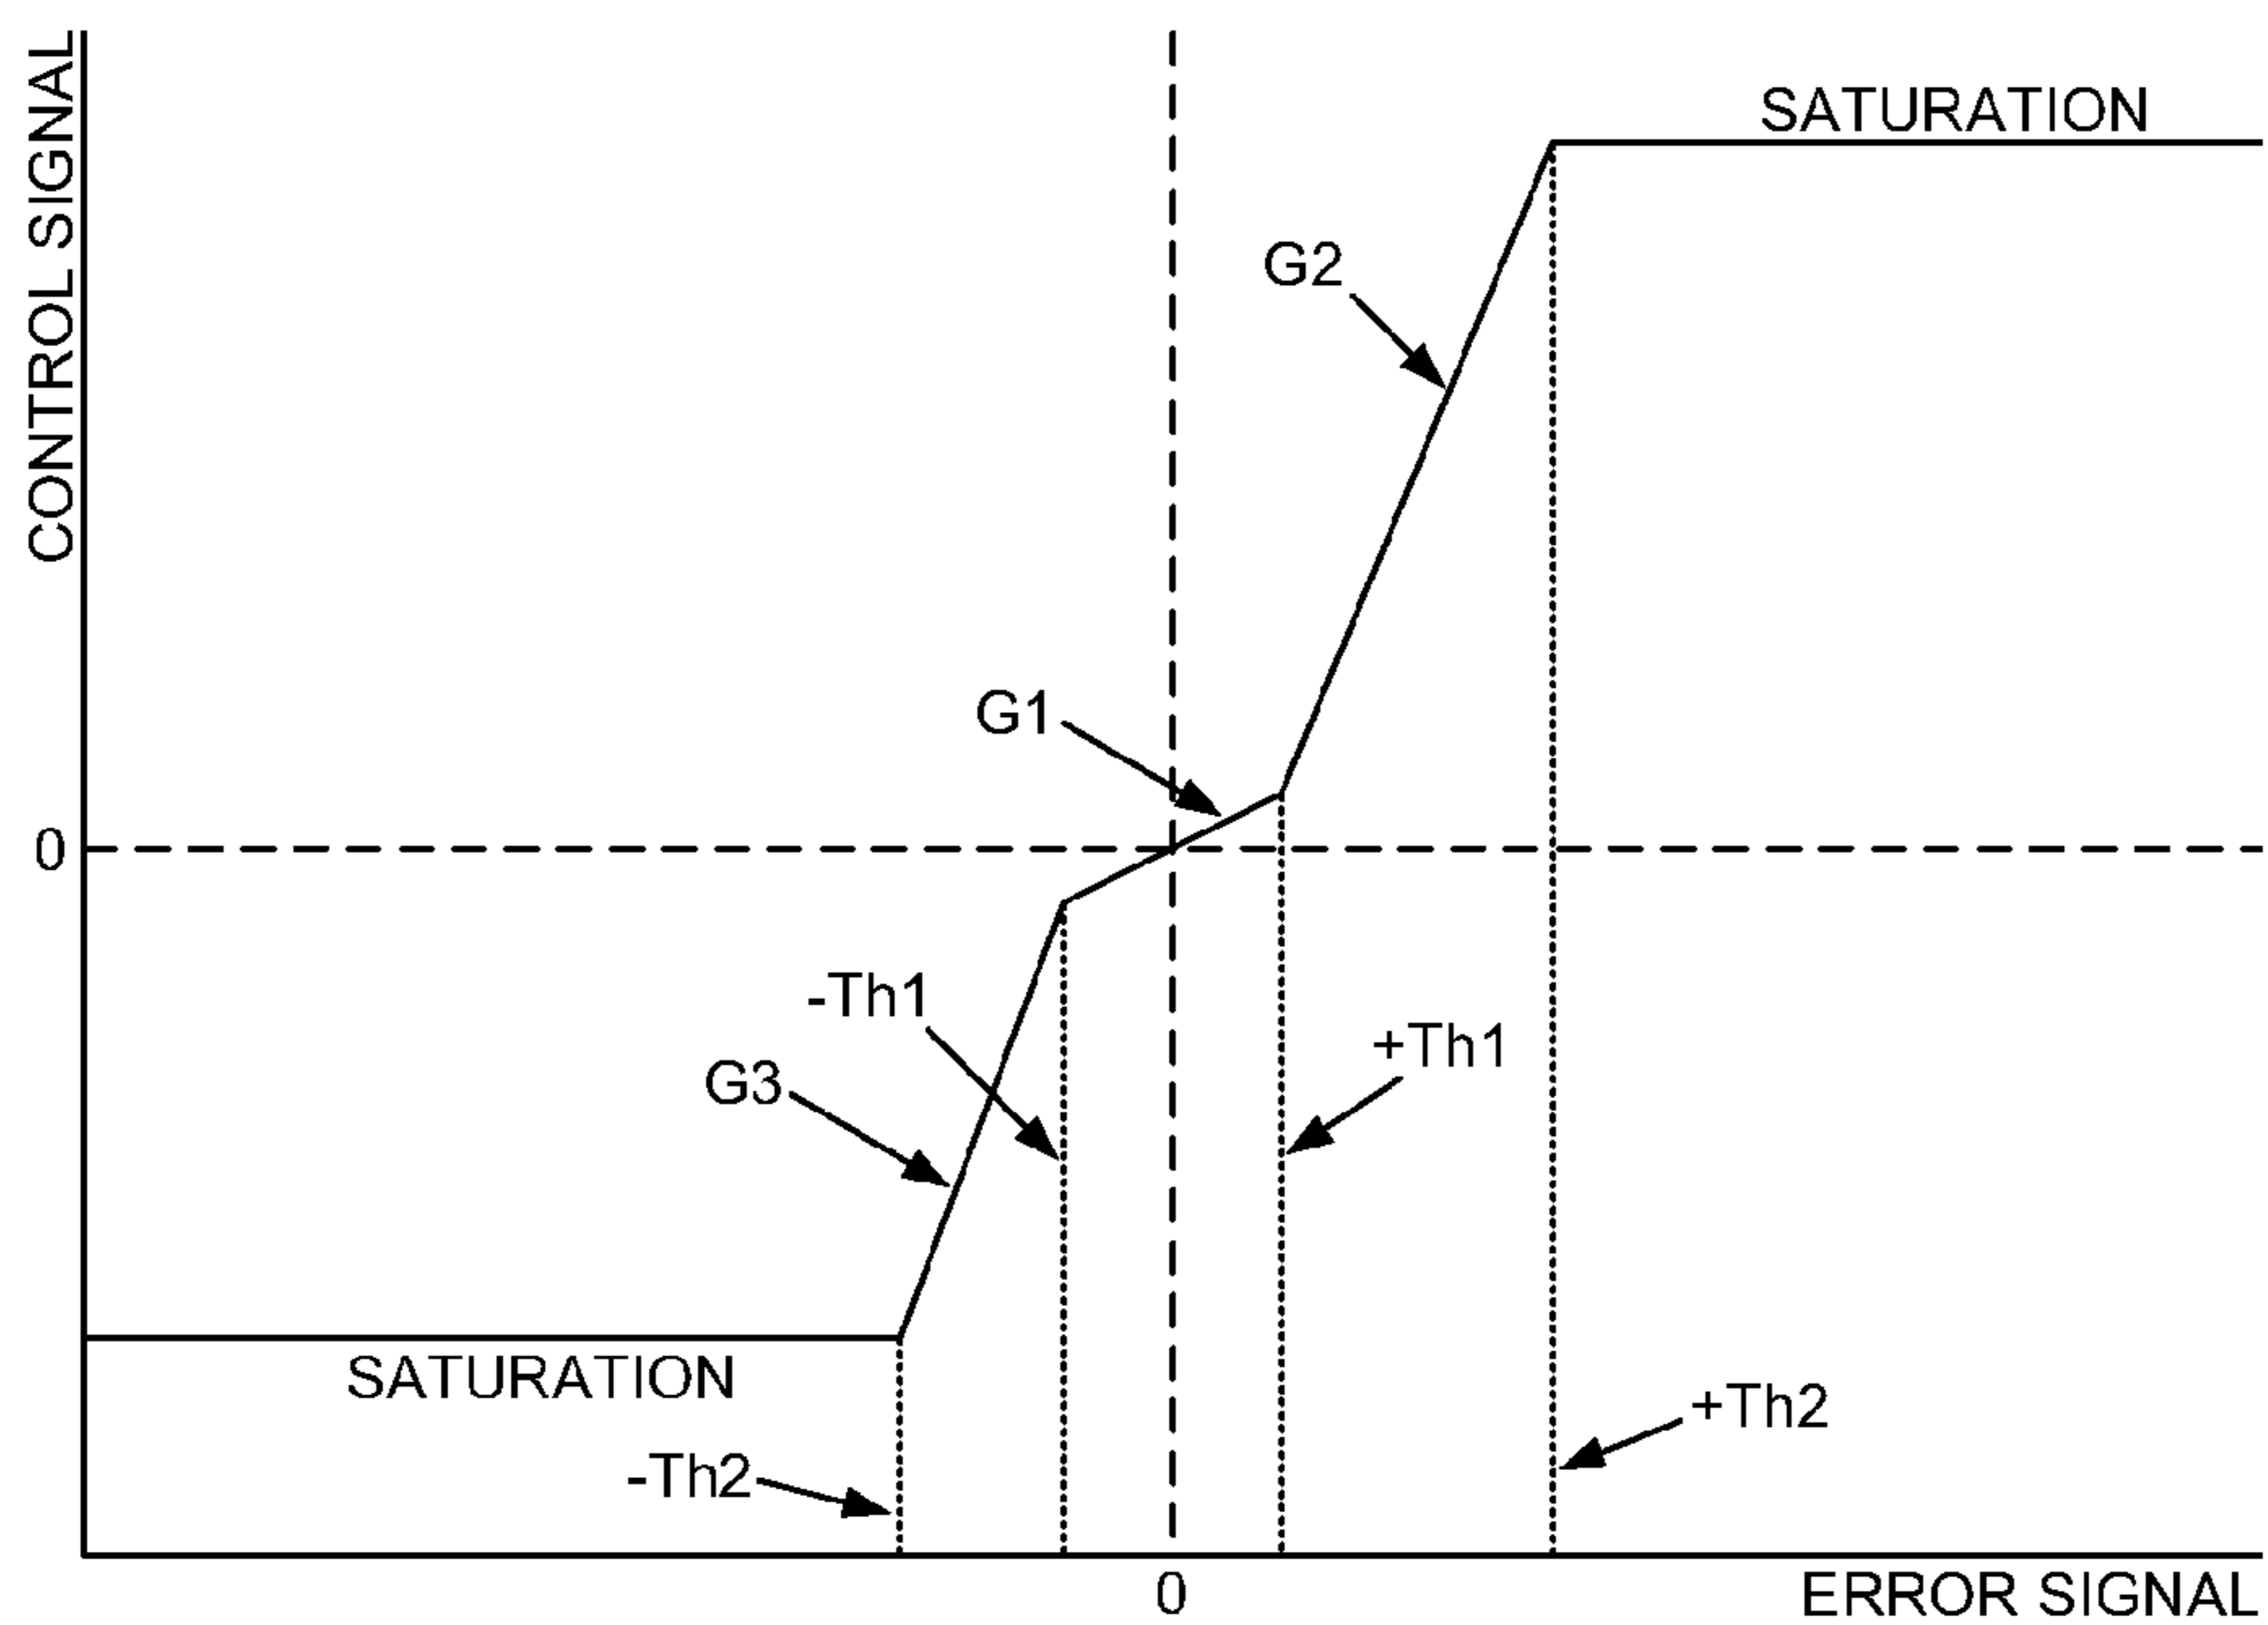 CONTROL SIGNAL
SATURATION
G2
G1
0
-Th1
+Th1
G3
SATURATION
+Th2
-Th2
0
ERROR SIGNAL